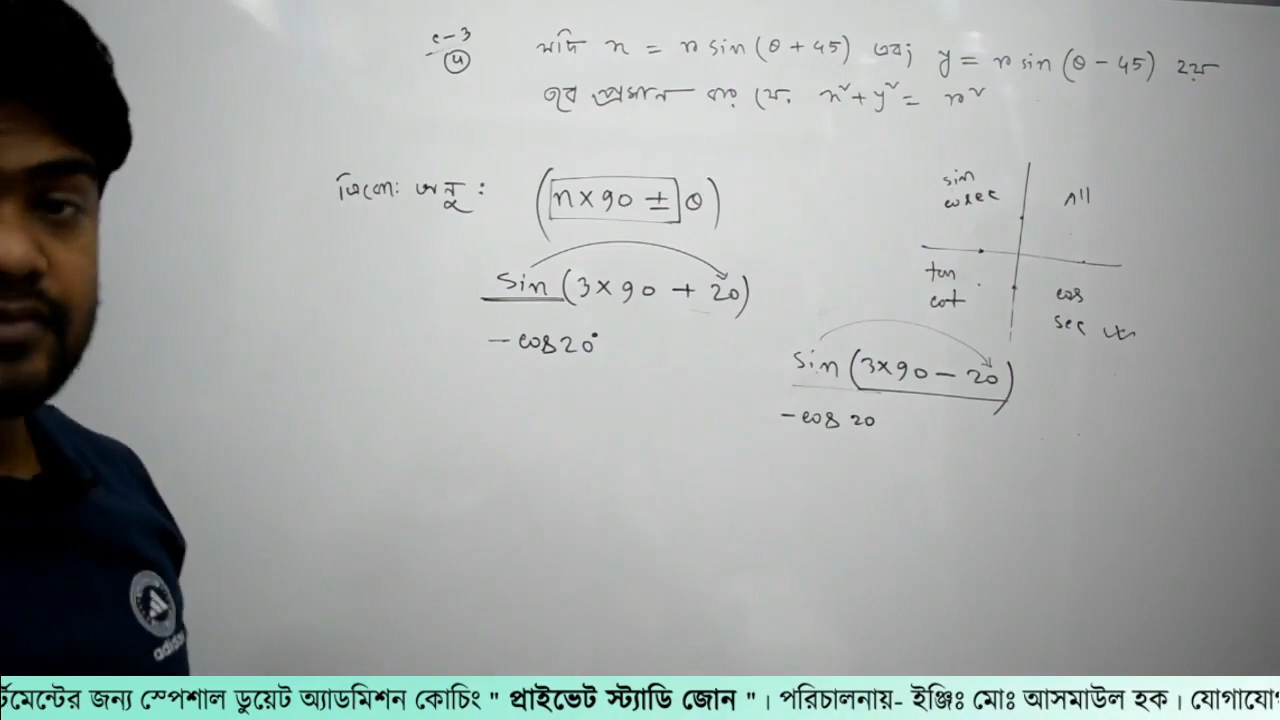 যদি x = r sin (θ + 45) এবং y = r sin (θ - 45) হয়
তবে প্রমাণ কর যে, x² + y² = r²
ত্রিকো: অনু: (n × 90 ± θ)
sin (3 × 90 + 20)
- cos 20°
sin
cosec
All
tan
cot
cos
sec
sin (3 × 90 - 20)
- cos 20
adidas
র্টমেন্টের জন্য স্পেশাল ডুয়েট অ্যাডমিশন কোচিং " প্রাইভেট স্ট্যাডি জোন " । পরিচালনায়- ইঞ্জিঃ মোঃ আসমাউল হক । যোগাযোগ